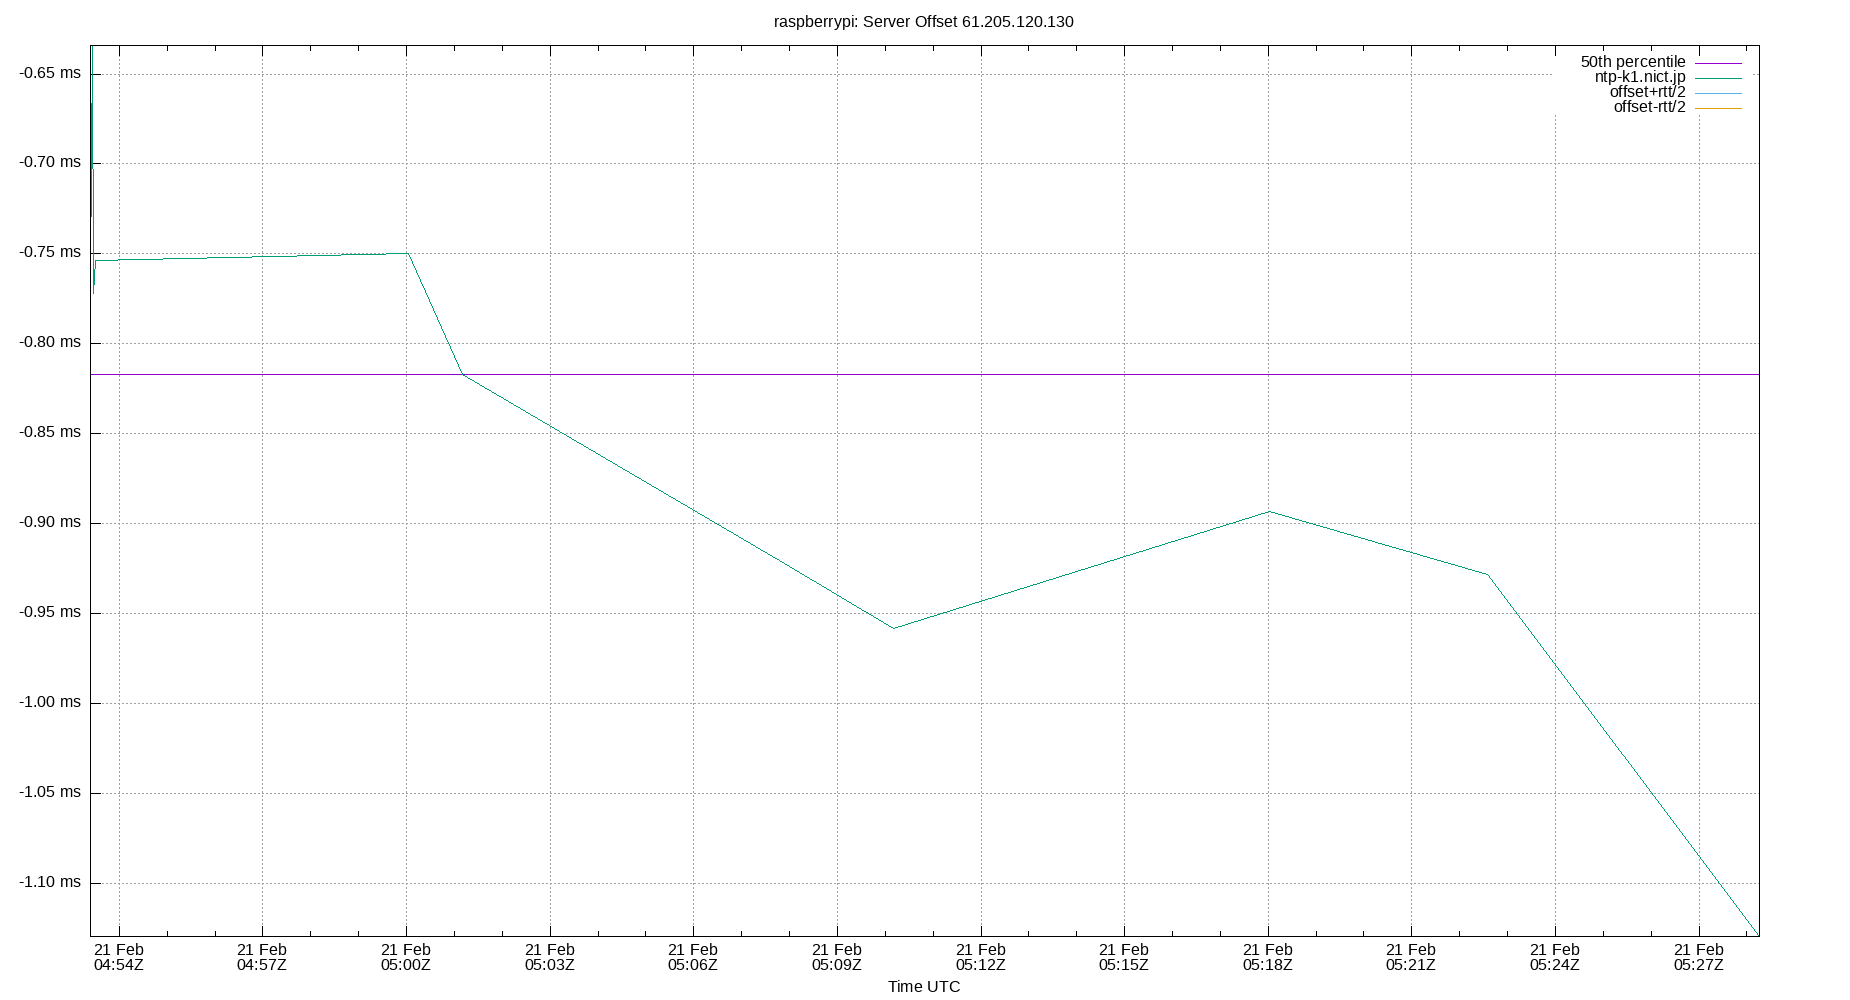 raspberrypi: Server Offset 61.205.120.130
50th percentile
ntp-k1.nict.jp
offset+rtt/2
offset-rtt/2
-0.65 ms
-0.70 ms
-0.75 ms
-0.80 ms
-0.85 ms
-0.90 ms
-0.95 ms
-1.00 ms
-1.05 ms
-1.10 ms
21 Feb 21 Feb 21 Feb 21 Feb 21 Feb 21 Feb 21 Feb 21 Feb 21 Feb 21 Feb 21 Feb 21 Feb
04:54Z 04:57Z 05:00Z 05:03Z 05:06Z 05:09Z 05:12Z 05:15Z 05:18Z 05:21Z 05:24Z 05:27Z
Time UTC